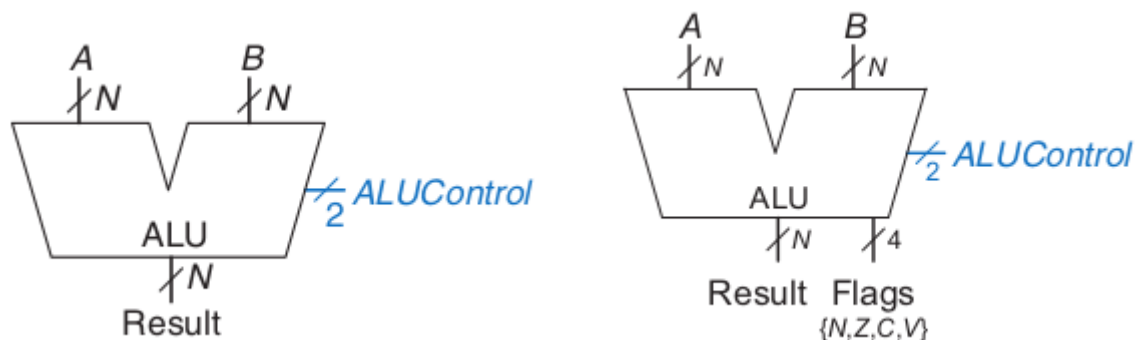 A B
N N
ALUControl
2
ALU
N
Result
A B
N N
ALUControl
2
ALU
N 4
Result Flags
{N,Z,C,V}